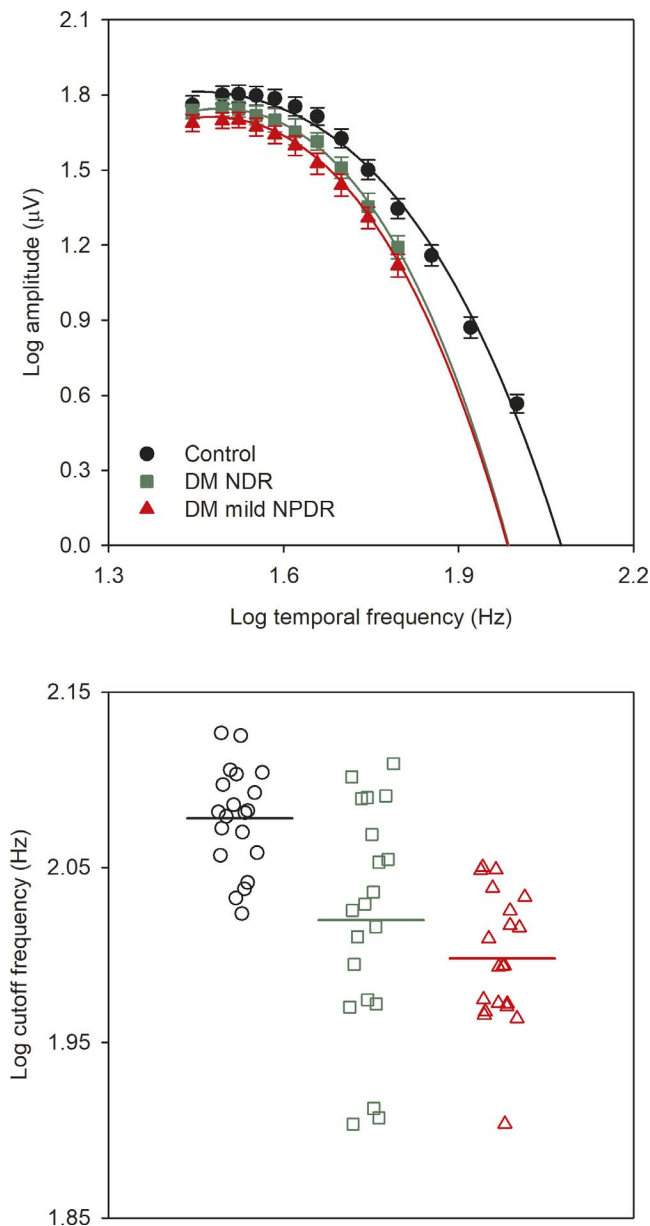 2.1
1.8
1.5
1.2
0.9
0.6
0.3
0.0
Log amplitude (µV)
Control
DM NDR
DM mild NPDR
1.3 1.6 1.9 2.2
Log temporal frequency (Hz)
2.15
2.05
1.95
1.85
Log cutoff frequency (Hz)